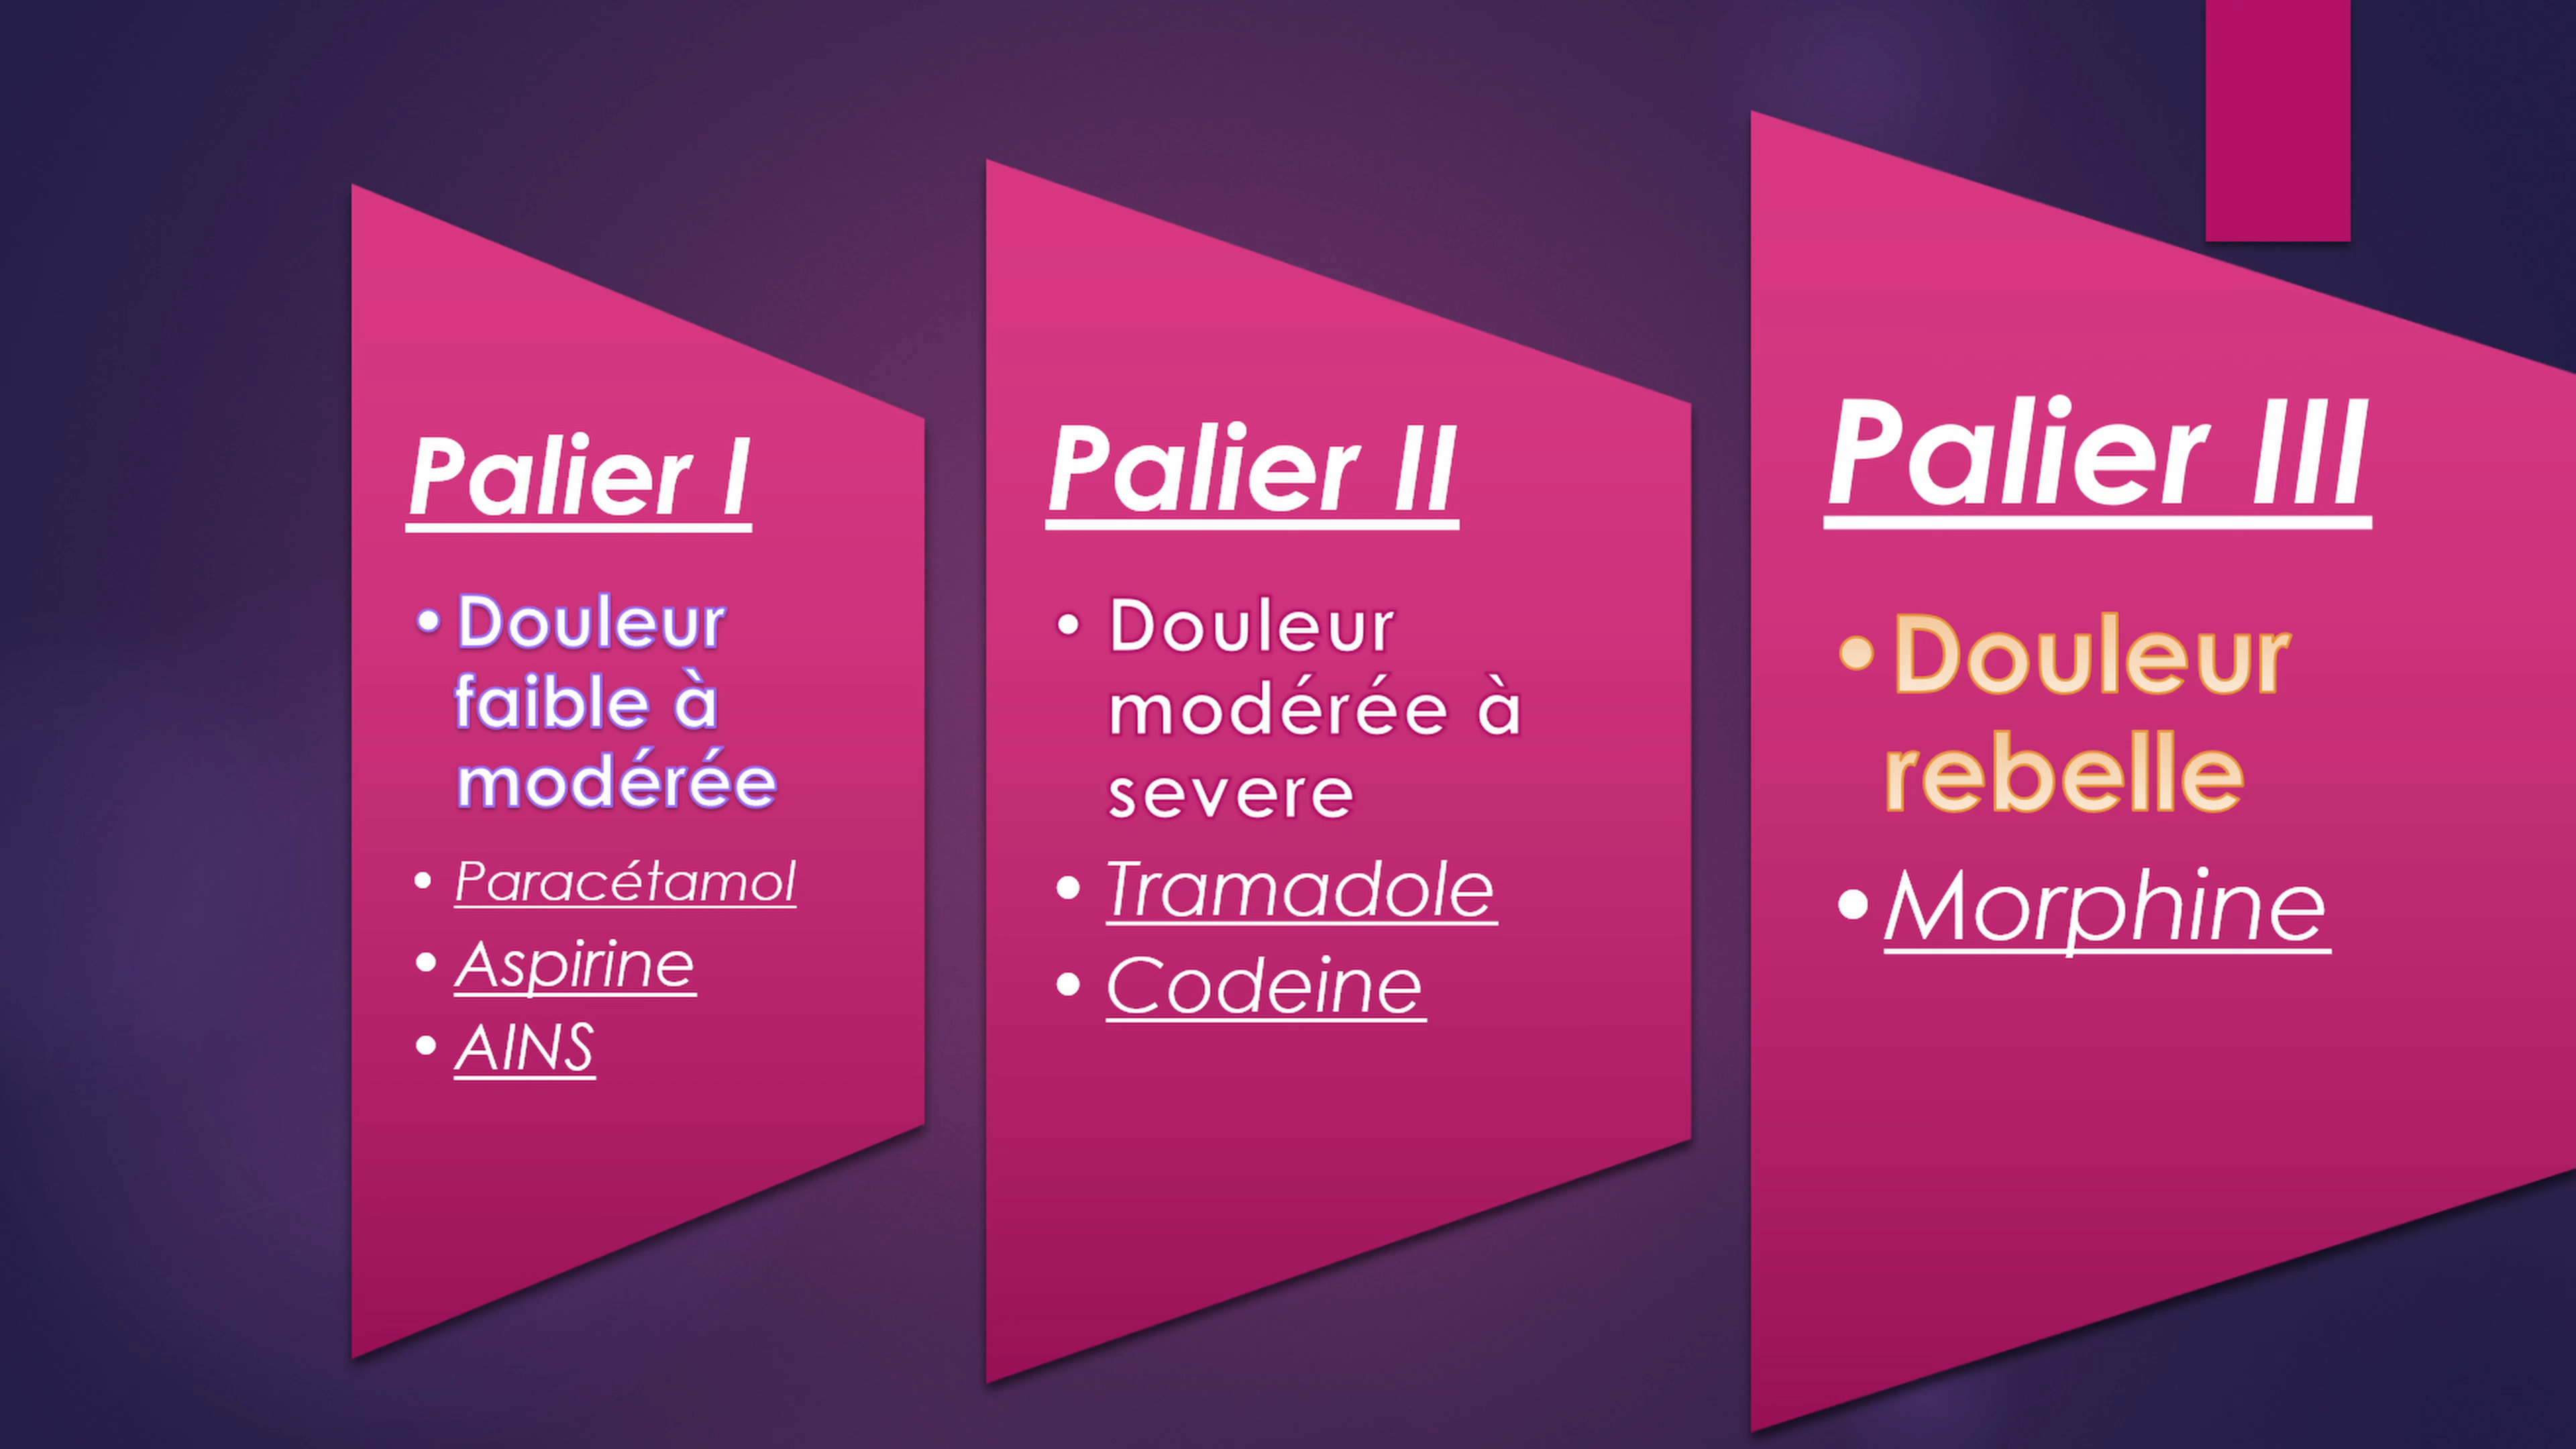 Palier I
• Douleur
faible à
modérée
• Paracétamol
• Aspirine
• AINS
Palier II
• Douleur
modérée à
severe
• Tramadole
• Codeine
Palier III
• Douleur
rebelle
• Morphine